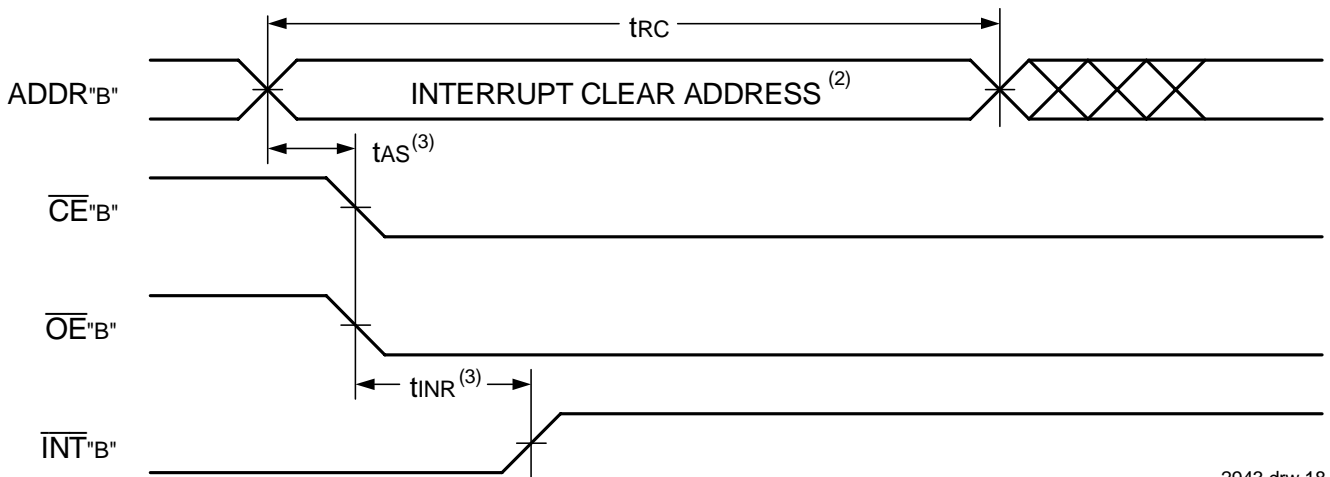 tRC
ADDR"B"
INTERRUPT CLEAR ADDRESS (2)
tAS(3)
CE"B"
OE"B"
tINR(3)
INT"B"